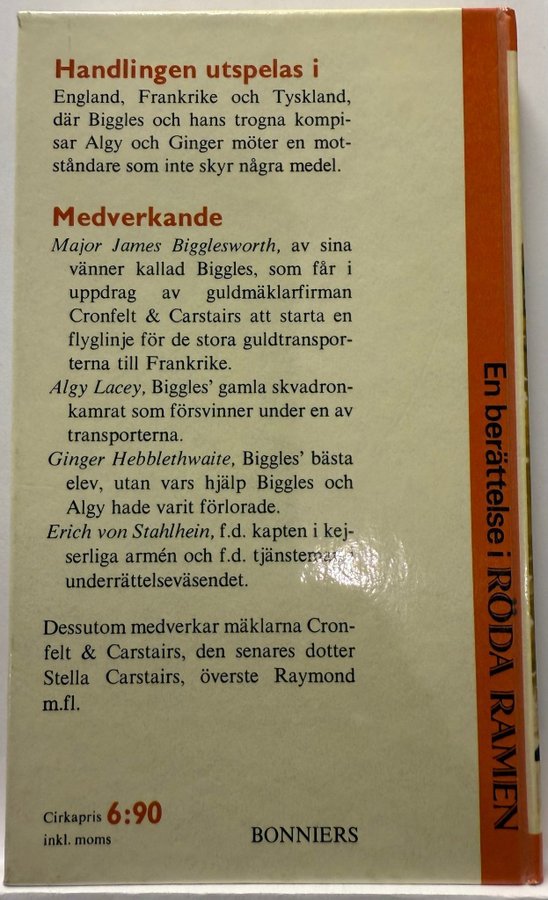 Handlingen utspelas i
England, Frankrike och Tyskland,
där Biggles och hans trogna kompi-
sar Algy och Ginger möter en mot-
ståndare som inte skyr några medel.
Medverkande
Major James Bigglesworth, av sina
vänner kallad Biggles, som får i
uppdrag av guldmäklarfirman
Cronfelt & Carstairs att starta en
flyglinje för de stora guldtranspor-
terna till Frankrike.
Algy Lacey, Biggles' gamla skvadron-
kamrat som försvinner under en av
transporterna.
Ginger Hebblethwaite, Biggles' bästa
elev, utan vars hjälp Biggles och
Algy hade varit förlorade.
Erich von Stahlhein, f.d. kapten i kej-
serliga armén och f.d. tjänsteman i
underrättelseväsendet.
Dessutom medverkar mäklarna Cron-
felt & Carstairs, den senares dotter
Stella Carstairs, överste Raymond
m.fl.
Cirkapris 6:90
inkl. moms
BONNIERS
En berättelse i RÖDA RAMEN